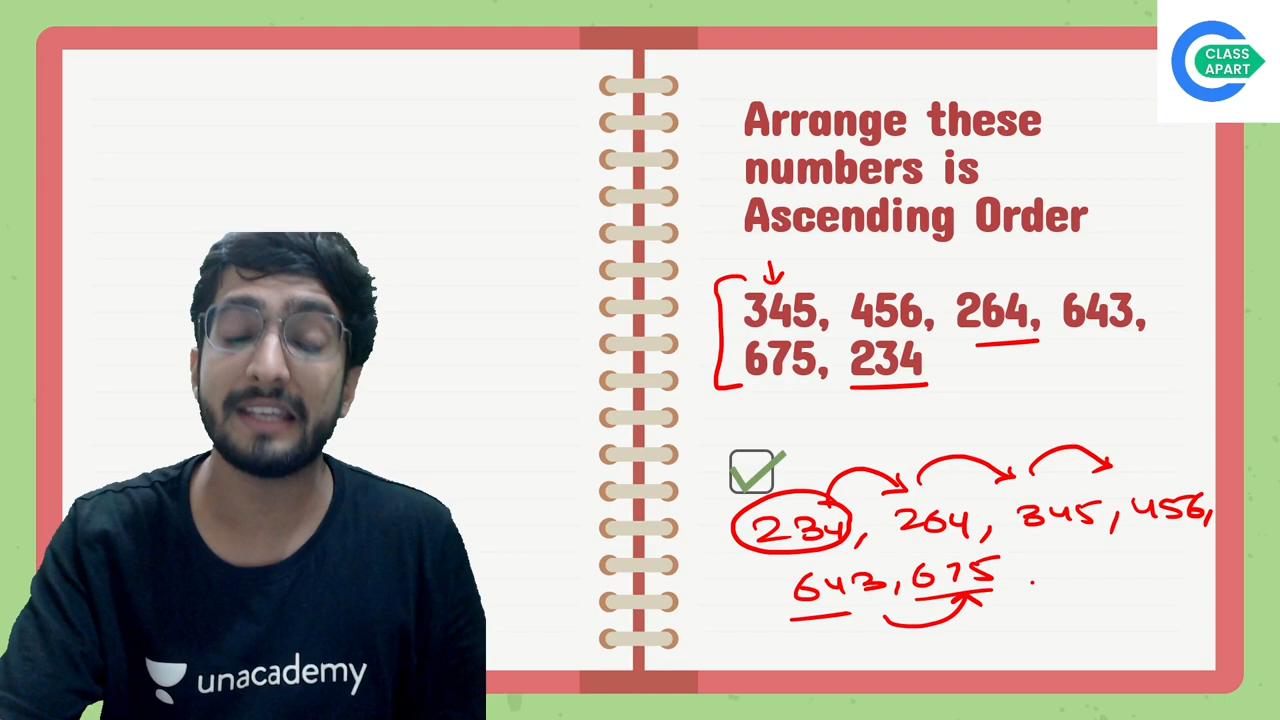 CLASS
APART
Arrange these
numbers is
Ascending Order
345, 456, 264, 643,
675, 234
234, 264, 345, 456,
643, 675 .
unacademy